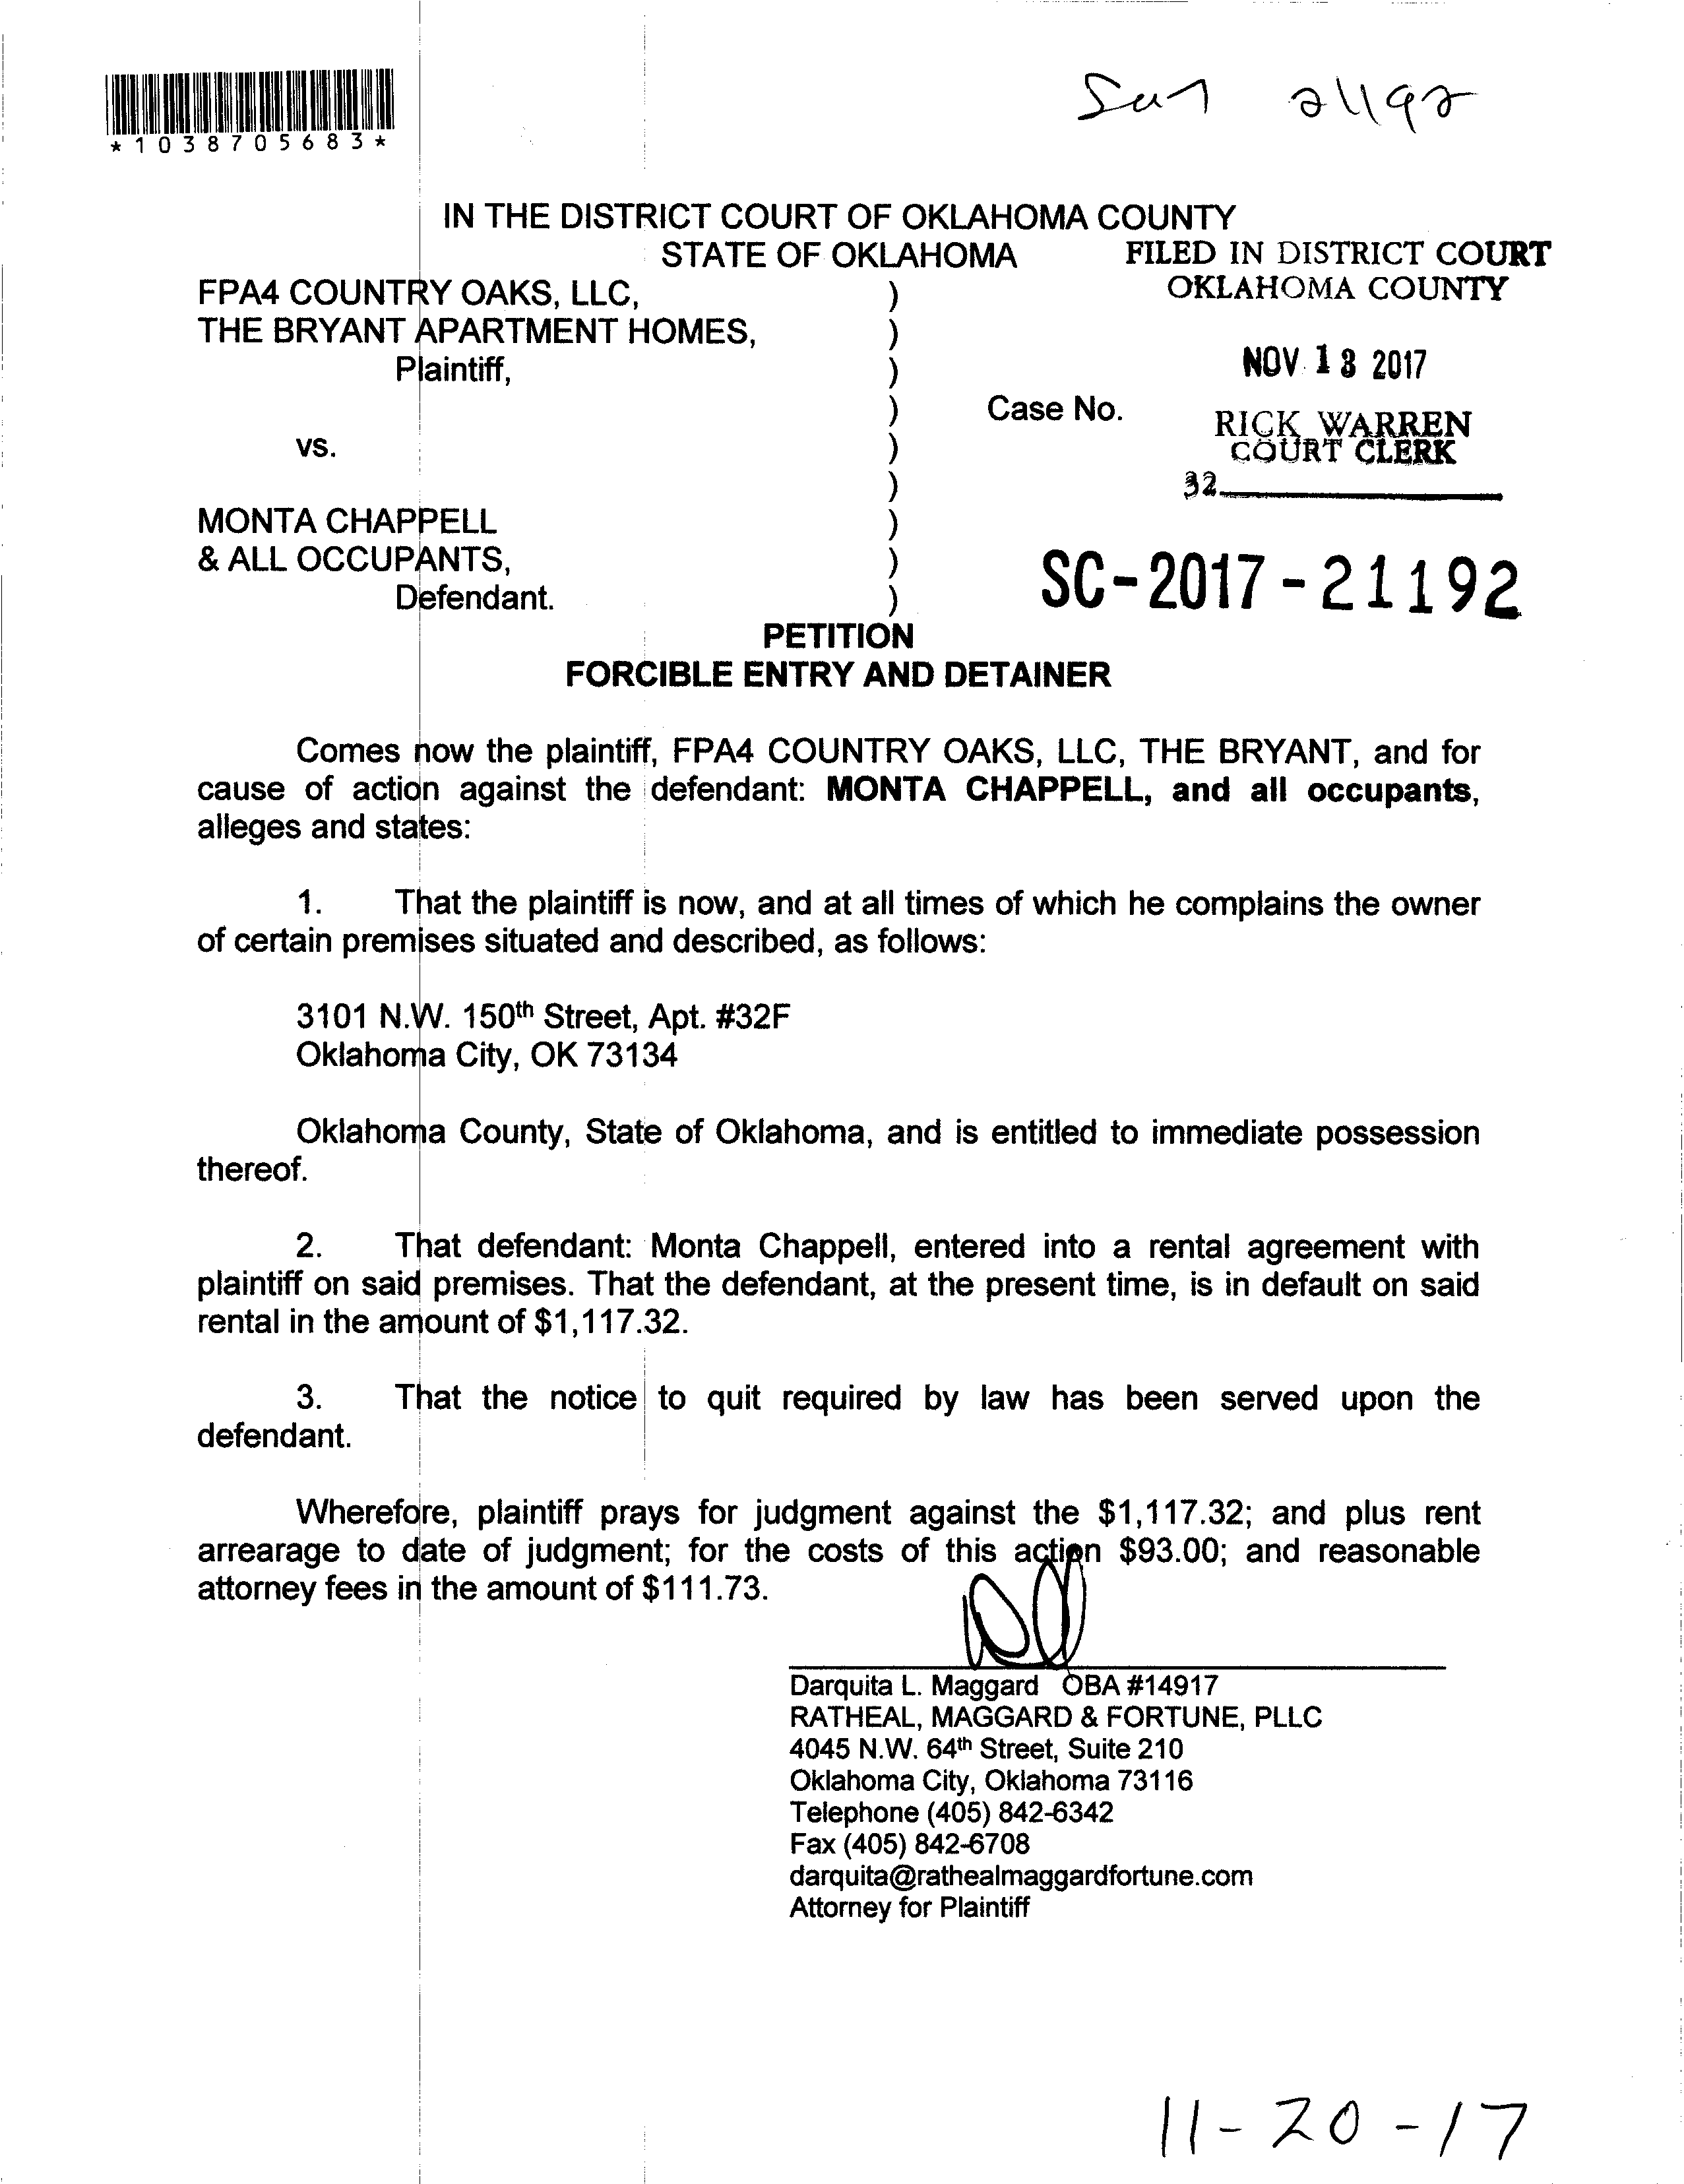 *1038705683*
21192
IN THE DISTRICT COURT OF OKLAHOMA COUNTY
STATE OF OKLAHOMA
FILED IN DISTRICT COURT
OKLAHOMA COUNTY
FPA4 COUNTRY OAKS, LLC, )
THE BRYANT APARTMENT HOMES, )
Plaintiff, )
NOV 13 2017
) Case No.
RICK WARREN
COURT CLERK
vs. )
)
32
MONTA CHAPPELL )
& ALL OCCUPANTS, )
Defendant. )
SC-2017-21192
PETITION
FORCIBLE ENTRY AND DETAINER
Comes now the plaintiff, FPA4 COUNTRY OAKS, LLC, THE BRYANT, and for
cause of action against the defendant: MONTA CHAPPELL, and all occupants,
alleges and states:
1. That the plaintiff is now, and at all times of which he complains the owner
of certain premises situated and described, as follows:
3101 N.W. 150th Street, Apt. #32F
Oklahoma City, OK 73134
Oklahoma County, State of Oklahoma, and is entitled to immediate possession
thereof.
2. That defendant: Monta Chappell, entered into a rental agreement with
plaintiff on said premises. That the defendant, at the present time, is in default on said
rental in the amount of $1,117.32.
3. That the notice to quit required by law has been served upon the
defendant.
Wherefore, plaintiff prays for judgment against the $1,117.32; and plus rent
arrearage to date of judgment; for the costs of this action $93.00; and reasonable
attorney fees in the amount of $111.73.
Darquita L. Maggard OBA #14917
RATHEAL, MAGGARD & FORTUNE, PLLC
4045 N.W. 64th Street, Suite 210
Oklahoma City, Oklahoma 73116
Telephone (405) 842-6342
Fax (405) 842-6708
darquita@rathealmaggardfortune.com
Attorney for Plaintiff
11-20-17